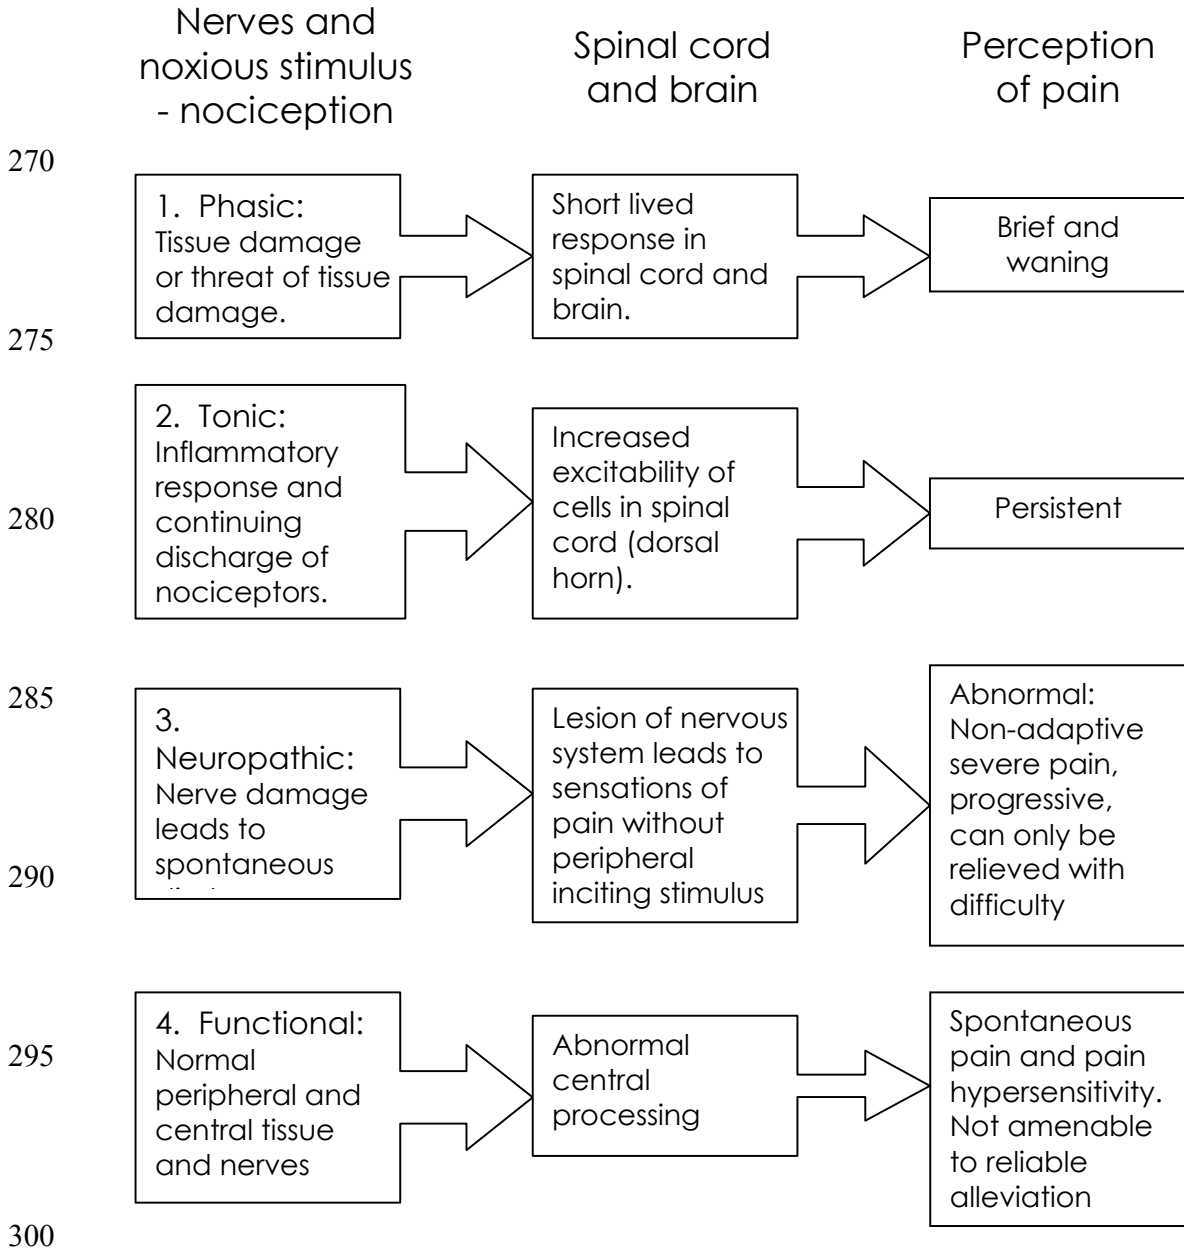 Nerves and
noxious stimulus
- nociception
Spinal cord
and brain
Perception
of pain
270
1. Phasic:
Tissue damage
or threat of tissue
damage.
Short lived
response in
spinal cord and
brain.
Brief and
waning
275
2. Tonic:
Inflammatory
response and
continuing
discharge of
nociceptors.
Increased
excitability of
cells in spinal
cord (dorsal
horn).
Persistent
280
285
3.
Neuropathic:
Nerve damage
leads to
spontaneous
Lesion of nervous
system leads to
sensations of
pain without
peripheral
inciting stimulus
Abnormal:
Non-adaptive
severe pain,
progressive,
can only be
relieved with
difficulty
290
4. Functional:
Normal
peripheral and
central tissue
and nerves
Abnormal
central
processing
Spontaneous
pain and pain
hypersensitivity.
Not amenable
to reliable
alleviation
295
300